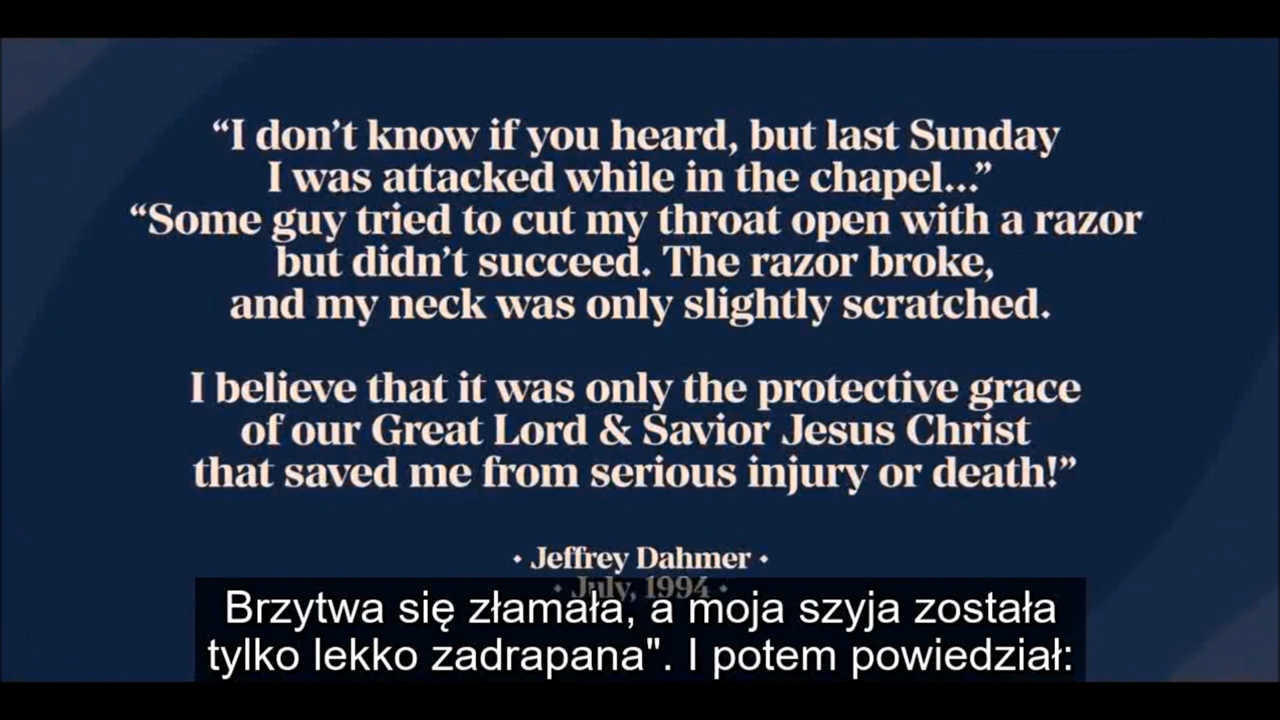 “I don’t know if you heard, but last Sunday
I was attacked while in the chapel...”
“Some guy tried to cut my throat open with a razor
but didn’t succeed. The razor broke,
and my neck was only slightly scratched.
I believe that it was only the protective grace
of our Great Lord & Savior Jesus Christ
that saved me from serious injury or death!”
• Jeffrey Dahmer •
• July, 1994 •
Brzytwa się złamała, a moja szyja została
tylko lekko zadrapana". I potem powiedział: